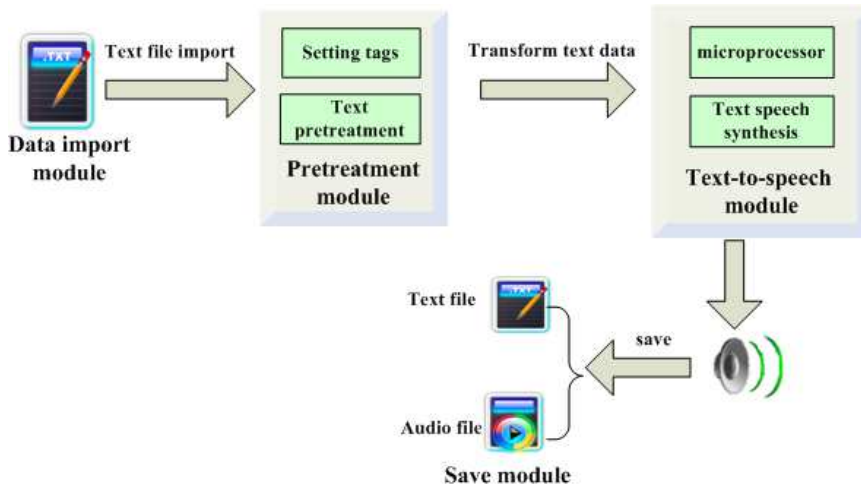 Text file import
.TXT
Data import
module
Setting tags
Text
pretreatment
Pretreatment
module
Transform text data
microprocessor
Text speech
synthesis
Text-to-speech
module
Text file
.TXT
save
Audio file
Save module